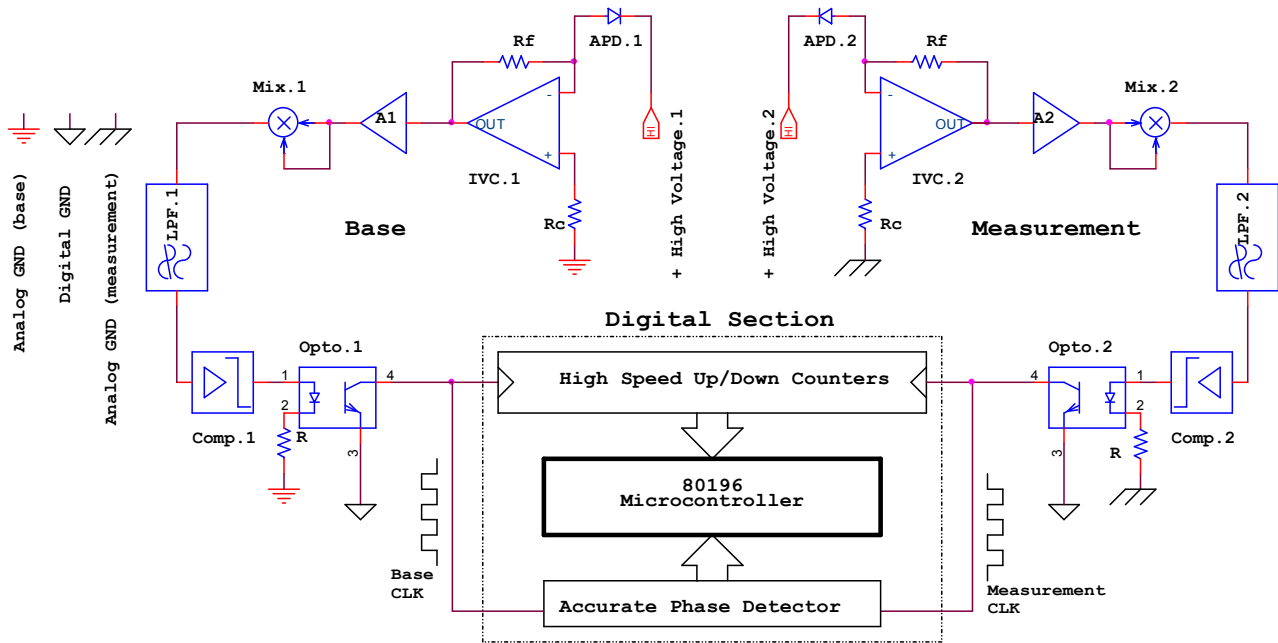 Rf
APD.1
APD.2
Rf
Mix.1
A1
OUT
-
+
IVC.1
H
+ High Voltage.1
H
+ High Voltage.2
-
+
OUT
IVC.2
A2
Mix.2
Analog GND (base)
Digital GND
Analog GND (measurement)
LPF.1
Base
Rc
Rc
Measurement
LPF.2
Digital Section
Opto.1
1
2
4
3
R
Comp.1
High Speed Up/Down Counters
Opto.2
4
1
2
3
R
Comp.2
80196
Microcontroller
Base
CLK
Accurate Phase Detector
Measurement
CLK